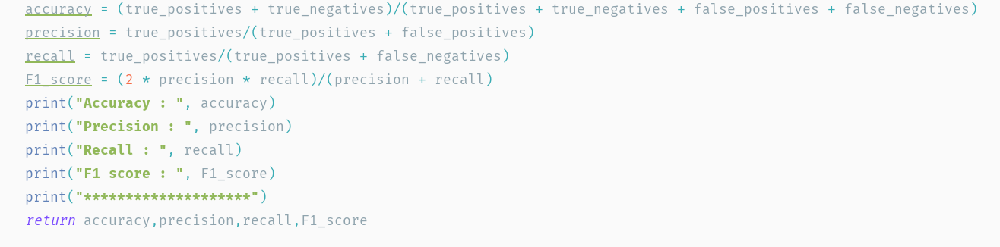 accuracy = (true_positives + true_negatives)/(true_positives + true_negatives + false_positives + false_negatives)
precision = true_positives/(true_positives + false_positives)
recall = true_positives/(true_positives + false_negatives)
F1_score = (2 * precision * recall)/(precision + recall)
print("Accuracy : ", accuracy)
print("Precision : ", precision)
print("Recall : ", recall)
print("F1 score : ", F1_score)
print("********************")
return accuracy,precision,recall,F1_score